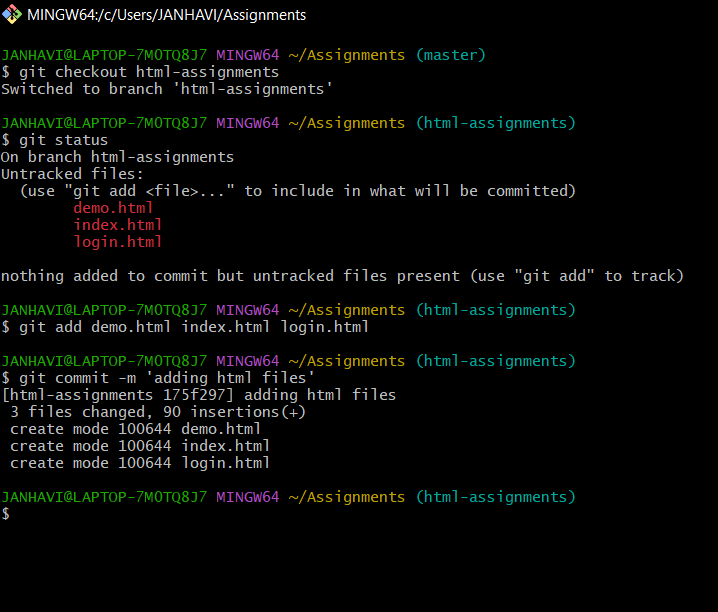 MINGW64:/c/Users/JANHAVI/Assignments
JANHAVI@LAPTOP-7M0TQ8J7 MINGW64 ~/Assignments (master)
$ git checkout html-assignments
Switched to branch 'html-assignments'
JANHAVI@LAPTOP-7M0TQ8J7 MINGW64 ~/Assignments (html-assignments)
$ git status
On branch html-assignments
Untracked files:
  (use "git add <file>..." to include in what will be committed)
        demo.html
        index.html
        login.html
nothing added to commit but untracked files present (use "git add" to track)
JANHAVI@LAPTOP-7M0TQ8J7 MINGW64 ~/Assignments (html-assignments)
$ git add demo.html index.html login.html
JANHAVI@LAPTOP-7M0TQ8J7 MINGW64 ~/Assignments (html-assignments)
$ git commit -m 'adding html files'
[html-assignments 175f297] adding html files
 3 files changed, 90 insertions(+)
 create mode 100644 demo.html
 create mode 100644 index.html
 create mode 100644 login.html
JANHAVI@LAPTOP-7M0TQ8J7 MINGW64 ~/Assignments (html-assignments)
$